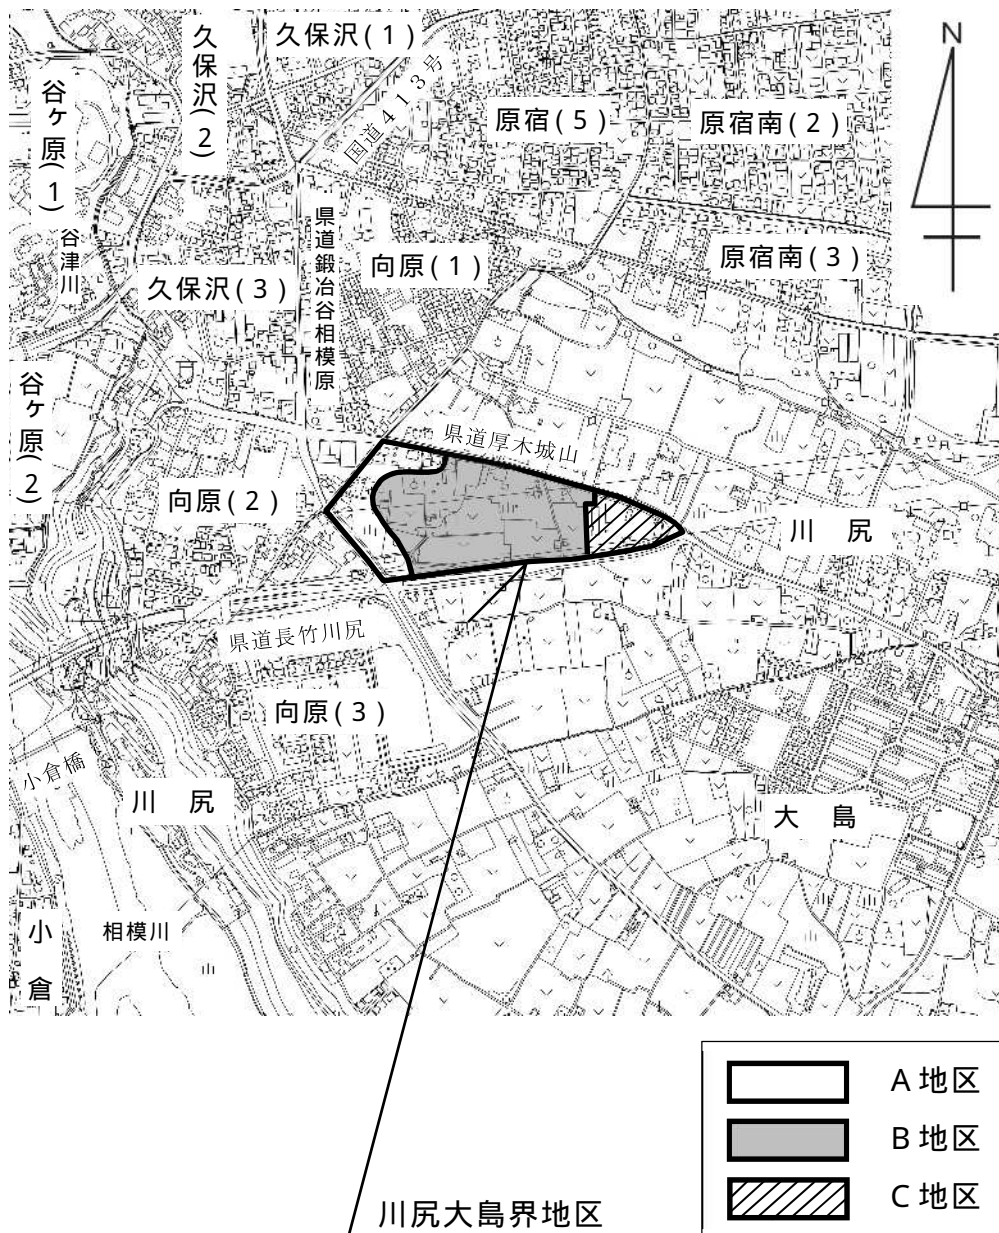 久保沢(1)
久保沢(2)
谷ヶ原(1)
国道413号
原宿(5)
原宿南(2)
N
谷津川
県道鍛冶谷相模原
向原(1)
原宿南(3)
久保沢(3)
谷ヶ原(2)
県道厚木城山
向原(2)
川 尻
県道長竹川尻
向原(3)
小倉橋
川 尻
大 島
小倉
相模川
A地区
B地区
C地区
川尻大島界地区